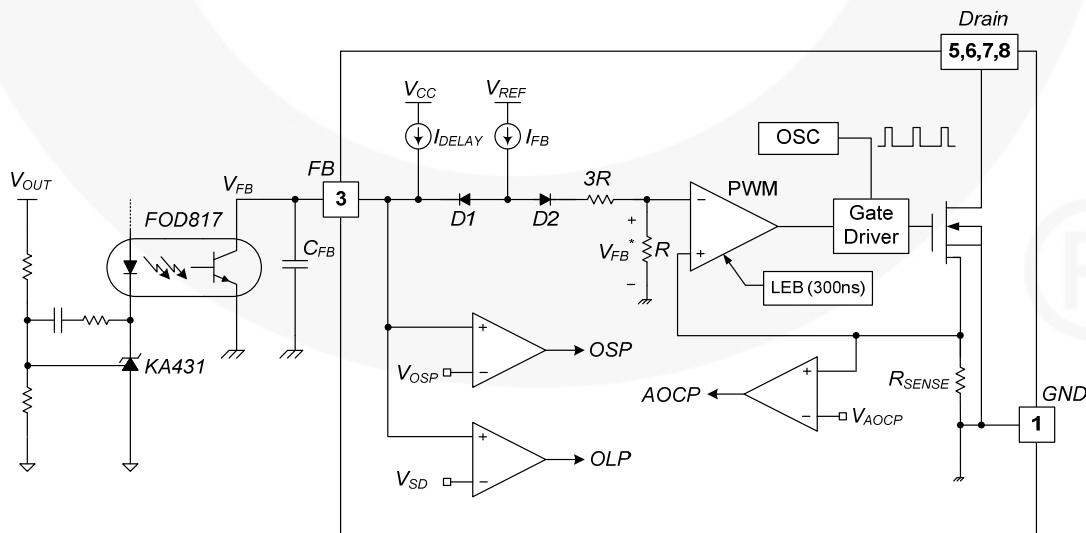 Drain
5,6,7,8
VCC
VREF
OSC
IDELAY
IFB
FB
3R
PWM
VOUT
VFB
3
FOD817
D1
D2
Gate
Driver
CFB
+
−
VFB*
R
−
+
LEB (300ns)
KA431
+
−
OSP
VOSP
AOCP
+
−
VAOCP
RSENSE
GND
1
+
−
OLP
VSD
R